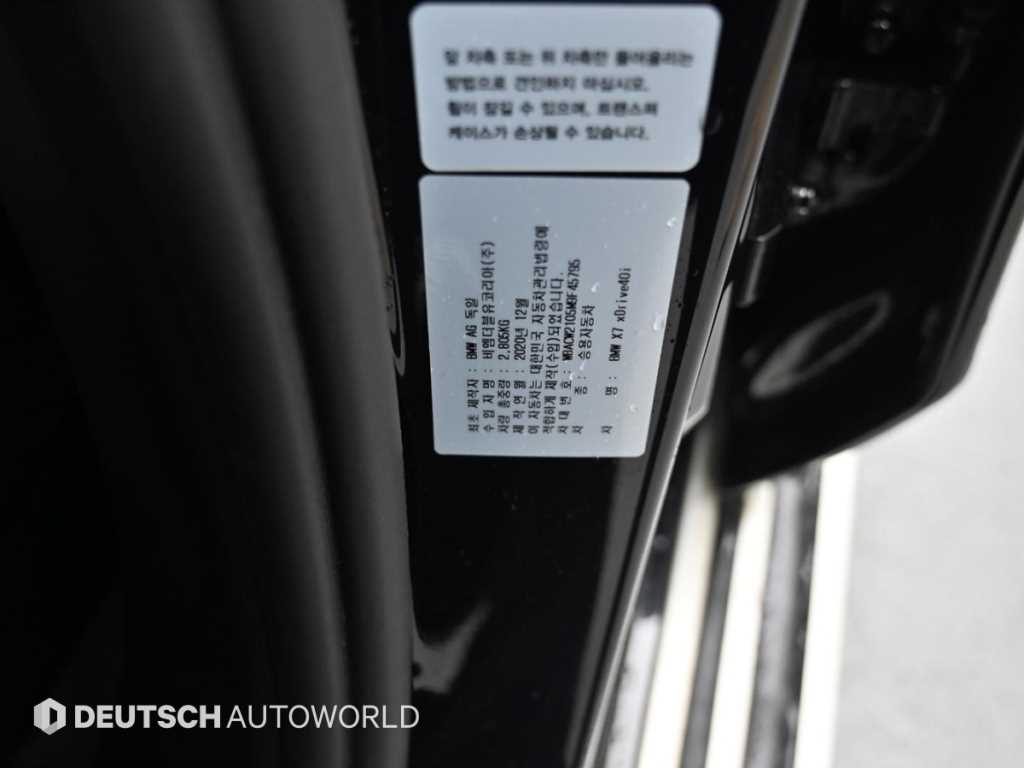 앞 차축 또는 뒤 차축만 들어올리는
방법으로 견인하지 마십시오.
휠이 잠길 수 있으며, 트랜스퍼
케이스가 손상될 수 있습니다.
최초 제작자 : BMW AG 독일
수 입 사 명 : 비엠더블유코리아(주)
차량 총중량 : 2,805KG
제 작 연 월 : 2020년 12월
이 자동차는 대한민국 자동차관리법령에
적합하게 제작(수입)되었습니다.
차 대 번 호 : WBACW2105M9F45795
차 종 : 승용자동차
차 명 : BMW X7 xDrive40i
DEUTSCH AUTOWORLD